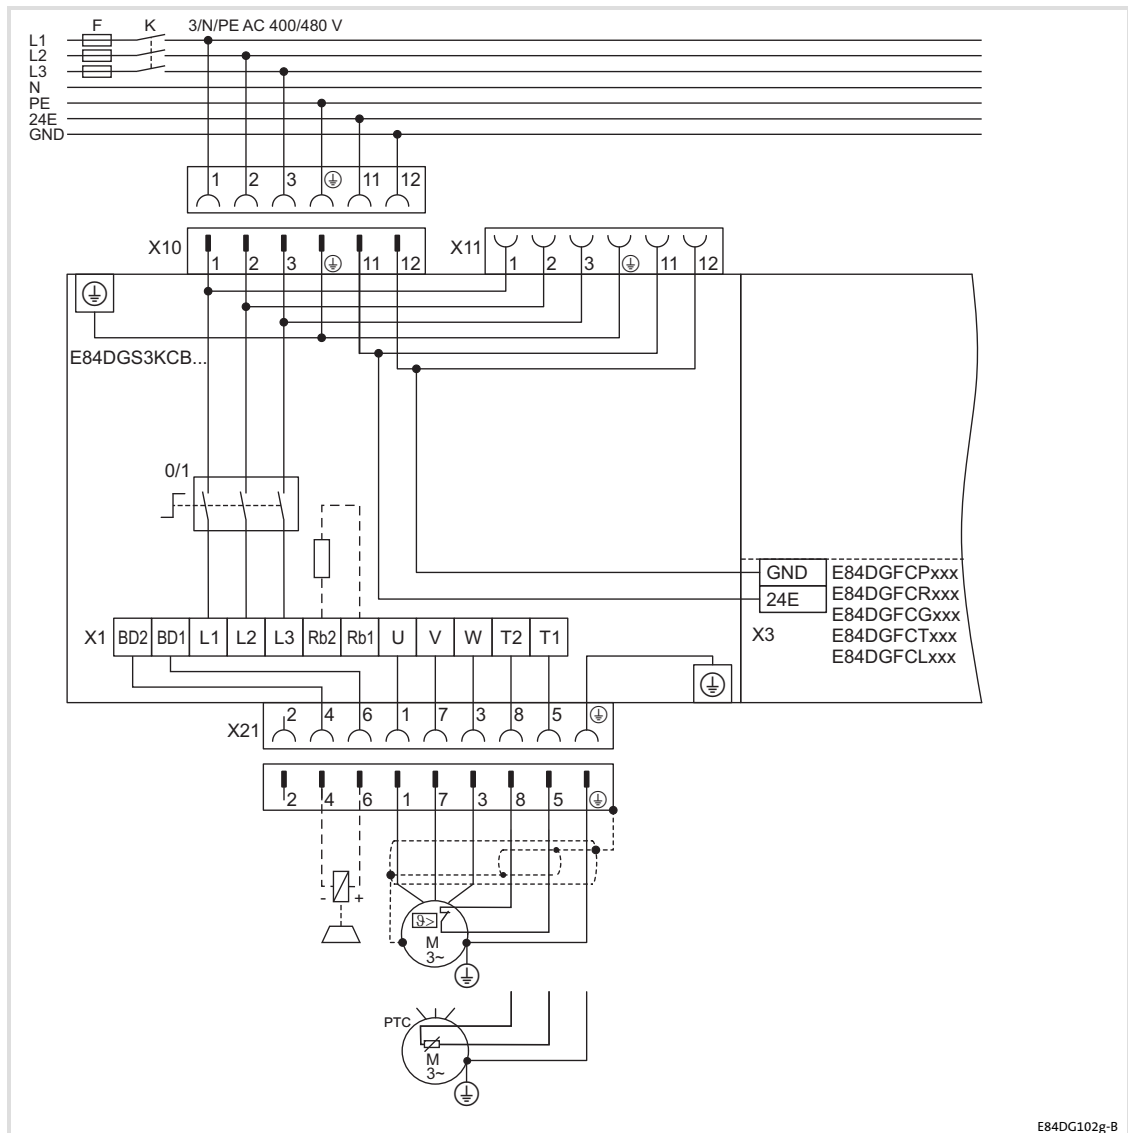 F K 3/N/PE AC 400/480 V
L1
L2
L3
N
PE
24E
GND
1 2 3 11 12
X10 X11
1 2 3 11 12 1 2 3 11 12
E84DGS3KCB...
0/1
GND E84DGFCPxxx
24E E84DGFCRxxx
E84DGFCGxxx
X3 E84DGFCTxxx
E84DGFCLxxx
X1 BD2 BD1 L1 L2 L3 Rb2 Rb1 U V W T2 T1
X21 2 4 6 1 7 3 8 5
2 4 6 1 7 3 8 5
- +
ϑ>
M
3~
PTC
M
3~
E84DG102g-B